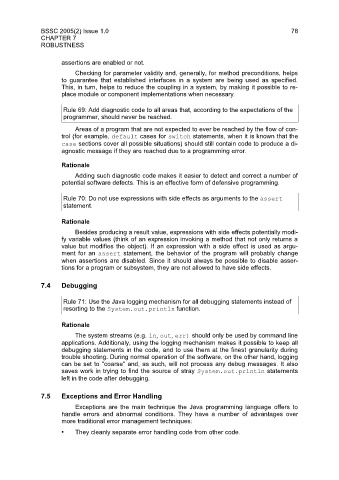 BSSC 2005(2) Issue 1.0 78
CHAPTER 7
ROBUSTNESS
assertions are enabled or not.
Checking for parameter validity and, generally, for method preconditions, helps
to guarantee that established interfaces in a system are being used as specified.
This, in turn, helps to reduce the coupling in a system, by making it possible to re-
place module or component implementations when necessary.
Rule 69: Add diagnostic code to all areas that, according to the expectations of the
programmer, should never be reached.
Areas of a program that are not expected to ever be reached by the flow of con-
trol (for example, default cases for switch statements, when it is known that the
case sections cover all possible situations) should still contain code to produce a di-
agnostic message if they are reached due to a programming error.
Rationale
Adding such diagnostic code makes it easier to detect and correct a number of
potential software defects. This is an effective form of defensive programming.
Rule 70: Do not use expressions with side effects as arguments to the assert
statement.
Rationale
Besides producing a result value, expressions with side effects potentially modi-
fy variable values (think of an expression invoking a method that not only returns a
value but modifies the object). If an expression with a side effect is used as argu-
ment for an assert statement, the behavior of the program will probably change
when assertions are disabled. Since it should always be possible to disable asser-
tions for a program or subsystem, they are not allowed to have side effects.
7.4 Debugging
Rule 71: Use the Java logging mechanism for all debugging statements instead of
resorting to the System.out.println function.
Rationale
The system streams (e.g. in, out, err) should only be used by command line
applications. Additionaly, using the logging mechanism makes it possible to keep all
debugging statements in the code, and to use them at the finest granularity during
trouble shooting. During normal operation of the software, on the other hand, logging
can be set to "coarse" and, as such, will not process any debug messages. It also
saves work in trying to find the source of stray System.out.println statements
left in the code after debugging.
7.5 Exceptions and Error Handling
Exceptions are the main technique the Java programming language offers to
handle errors and abnormal conditions. They have a number of advantages over
more traditional error management techniques:
• They cleanly separate error handling code from other code.